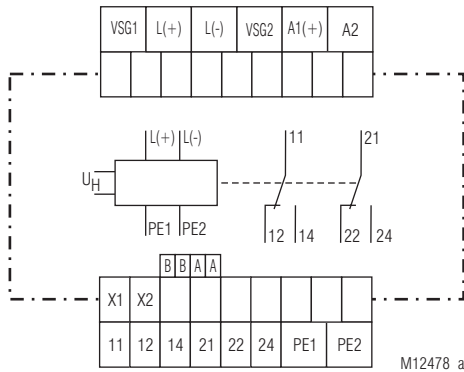 VSG1 L(+) L(-) VSG2 A1(+) A2
L(+) L(-) 11 21
UH
PE1 PE2 12 14 22 24
B B A A
X1 X2
11 12 14 21 22 24 PE1 PE2
M12478_a